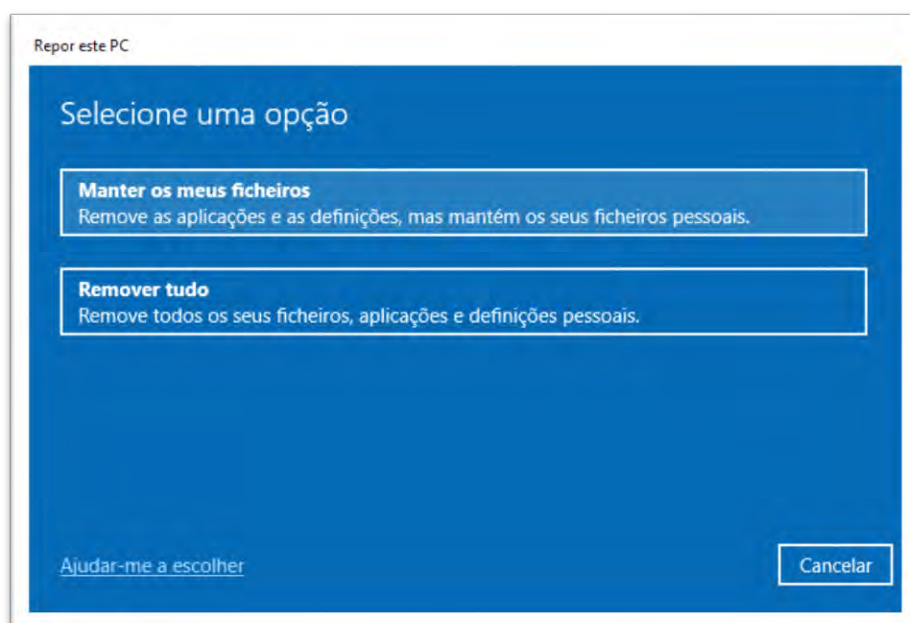 Repor este PC
Selecione uma opção
Manter os meus ficheiros
Remove as aplicações e as definições, mas mantém os seus ficheiros pessoais.
Remover tudo
Remove todos os seus ficheiros, aplicações e definições pessoais.
Ajudar-me a escolher
Cancelar